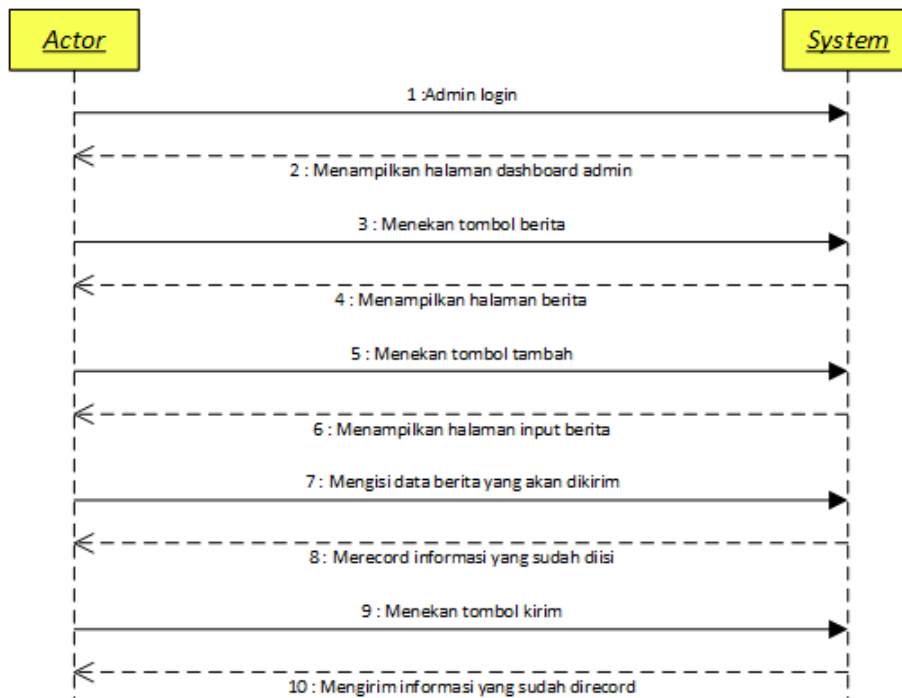 Actor
System
1 :Admin login
2 : Menampilkan halaman dashboard admin
3 : Menekan tombol berita
4 : Menampilkan halaman berita
5 : Menekan tombol tambah
6 : Menampilkan halaman input berita
7 : Mengisi data berita yang akan dikirim
8 : Merecord informasi yang sudah diisi
9 : Menekan tombol kirim
10 : Mengirim informasi yang sudah direcord